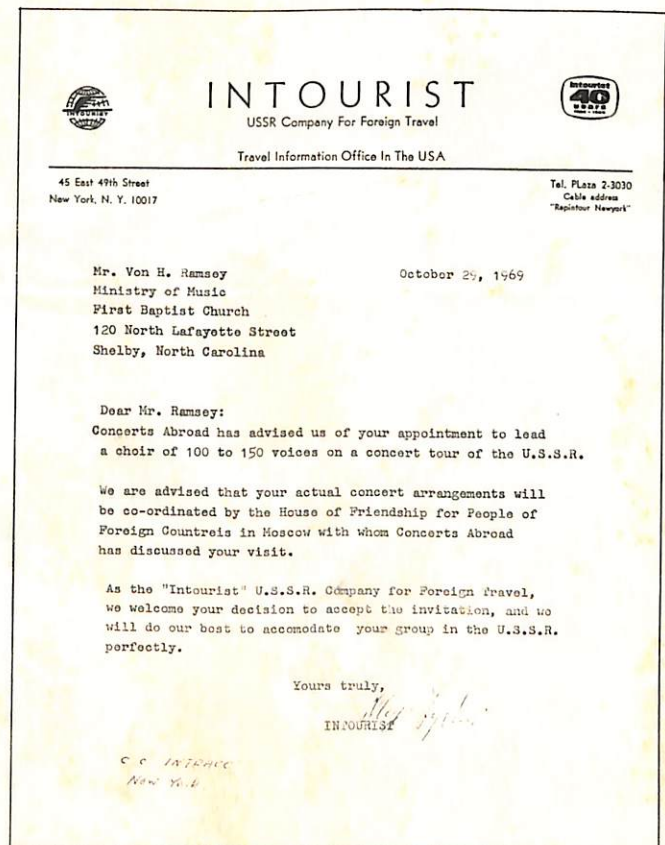 INTOURIST
USSR Company For Foreign Travel
Travel Information Office In The USA
INTOURIST
Intourist
40
years
45 East 49th Street
New York, N. Y. 10017
Tel. PLaza 2-3030
Cable address
"Repintour Newyork"
Mr. Von H. Ramsey
October 29, 1969
Ministry of Music
First Baptist Church
120 North Lafayette Street
Shelby, North Carolina
Dear Mr. Ramsey:
Concerts Abroad has advised us of your appointment to lead
a choir of 100 to 150 voices on a concert tour of the U.S.S.R.
We are advised that your actual concert arrangements will
be co-ordinated by the House of Friendship for People of
Foreign Countreis in Moscow with whom Concerts Abroad
has discussed your visit.
As the "Intourist" U.S.S.R. Company for Foreign Travel,
we welcome your decision to accept the invitation, and we
will do our best to accomodate your group in the U.S.S.R.
perfectly.
Yours truly,
INTOURIST
C C
New York